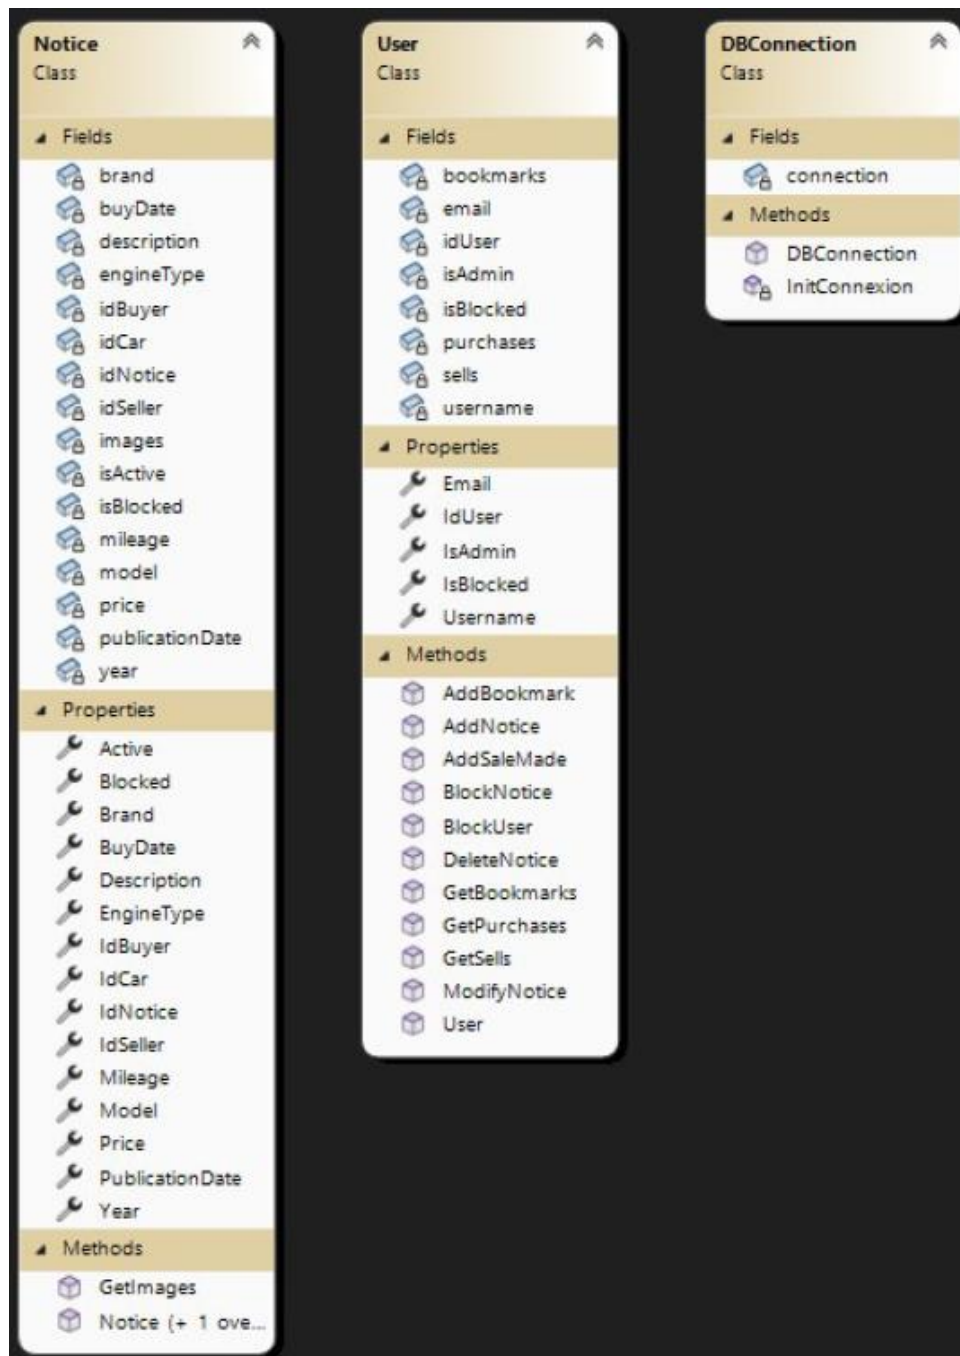 Notice
Class
Fields
brand
buyDate
description
engineType
idBuyer
idCar
idNotice
idSeller
images
isActive
isBlocked
mileage
model
price
publicationDate
year
Properties
Active
Blocked
Brand
BuyDate
Description
EngineType
IdBuyer
IdCar
IdNotice
IdSeller
Mileage
Model
Price
PublicationDate
Year
Methods
GetImages
Notice (+ 1 ove...
User
Class
Fields
bookmarks
email
idUser
isAdmin
isBlocked
purchases
sells
username
Properties
Email
IdUser
IsAdmin
IsBlocked
Username
Methods
AddBookmark
AddNotice
AddSaleMade
BlockNotice
BlockUser
DeleteNotice
GetBookmarks
GetPurchases
GetSells
ModifyNotice
User
DBConnection
Class
Fields
connection
Methods
DBConnection
InitConnexion